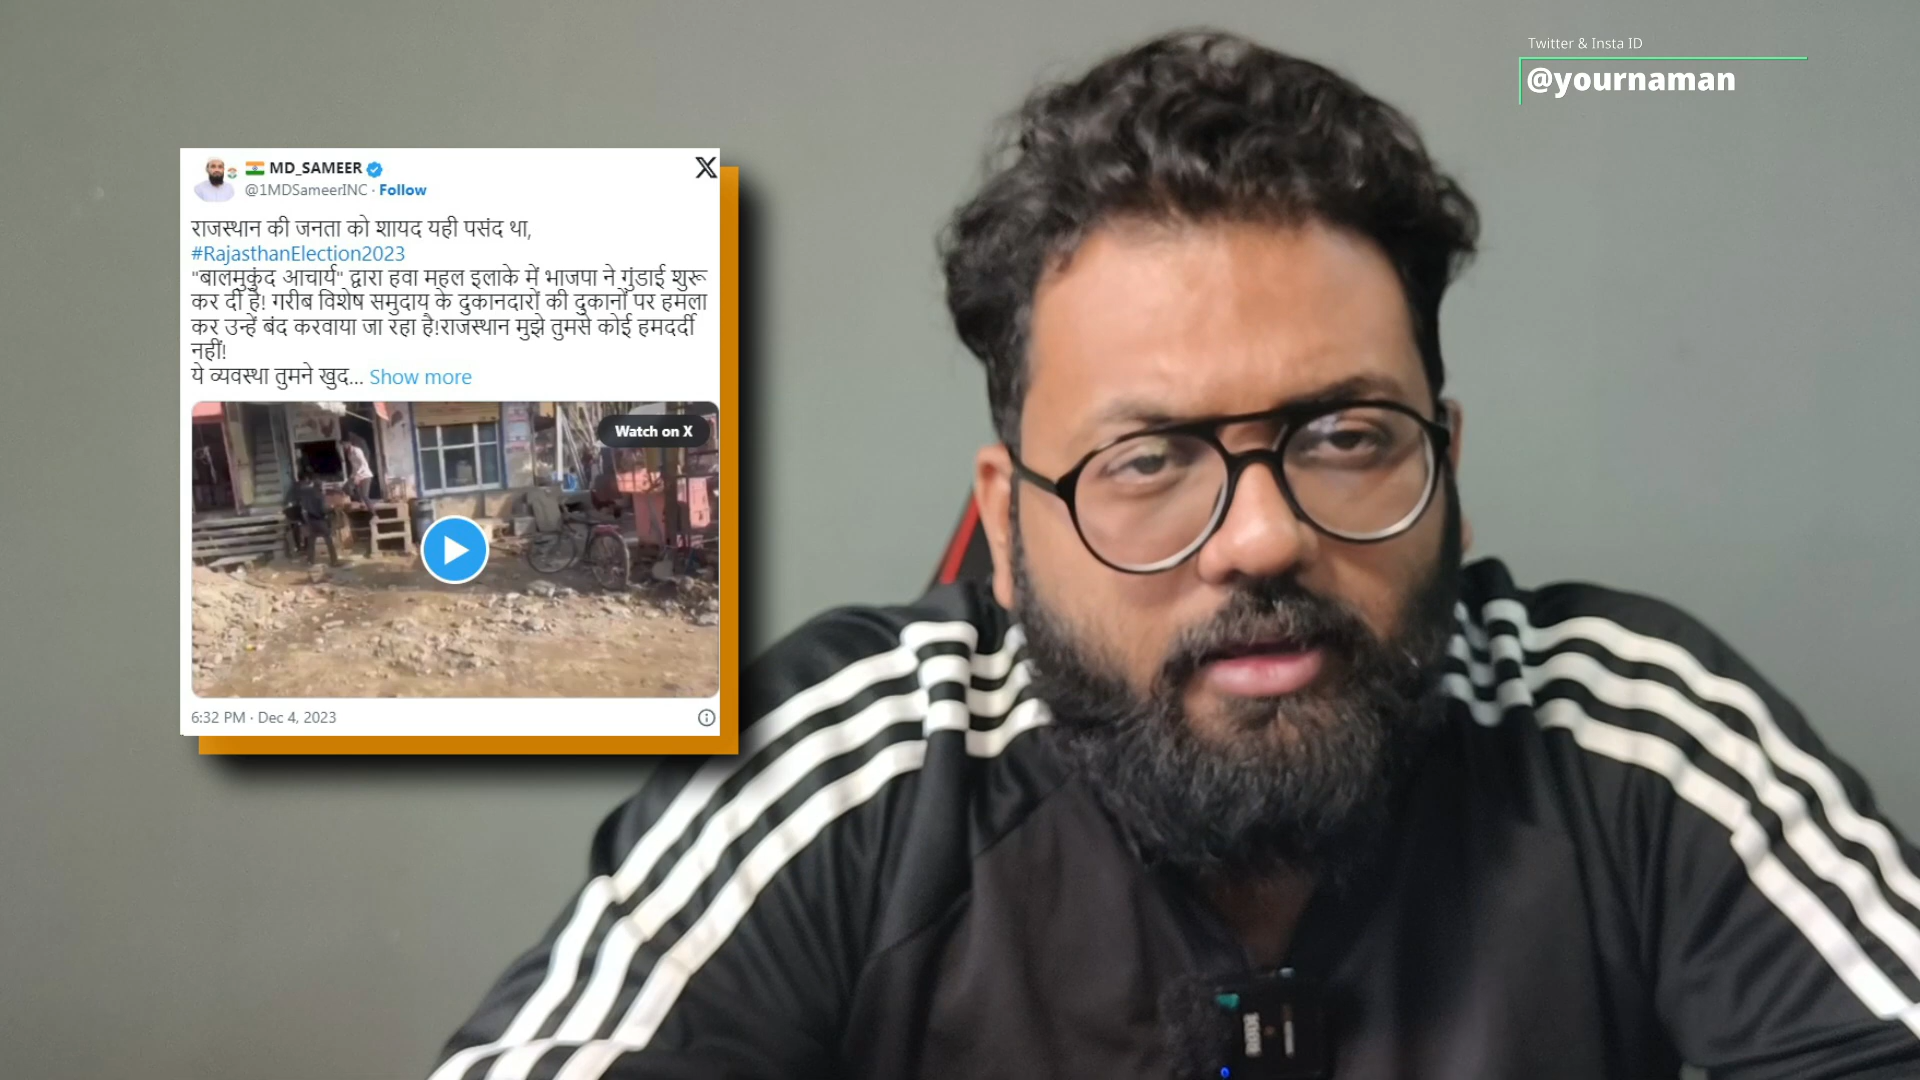 Twitter & Insta ID
@yournaman
MD_SAMEER
@1MDSameerINC · Follow
राजस्थान की जनता को शायद यही पसंद था,
#RajasthanElection2023
"बालमुकुंद आचार्य" द्वारा हवा महल इलाके में भाजपा ने गुंडाई शुरू
कर दी है! गरीब विशेष समुदाय के दुकानदारों की दुकानों पर हमला
कर उन्हें बंद करवाया जा रहा है!राजस्थान मुझे तुमसे कोई हमदर्दी
नहीं!
ये व्यवस्था तुमने खुद... Show more
Watch on X
6:32 PM · Dec 4, 2023